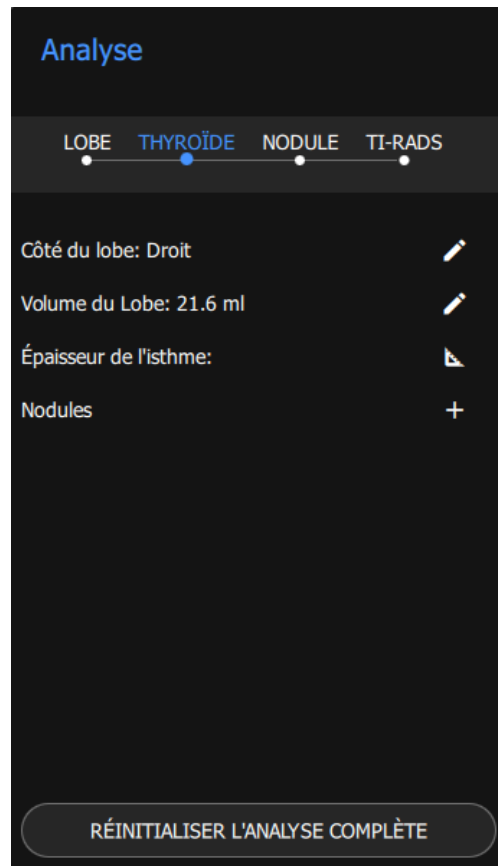 Analyse
LOBE THYROÏDE NODULE TI-RADS
Côté du lobe: Droit
Volume du Lobe: 21.6 ml
Épaisseur de l'isthme:
Nodules
RÉINITIALISER L'ANALYSE COMPLÈTE